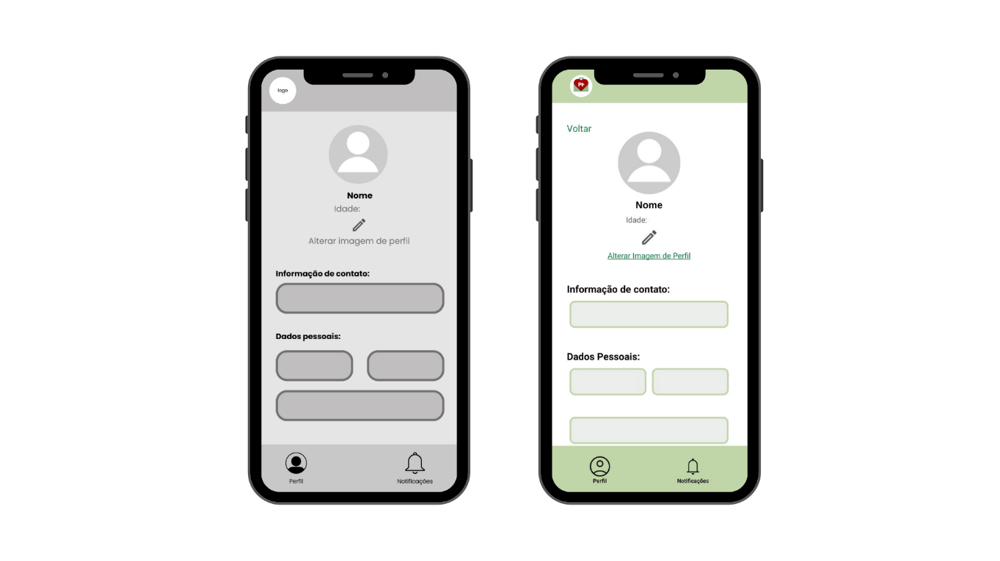 logo
Nome
Idade:
Alterar imagem de perfil
Informação de contato:
Dados pessoais:
Perfil
Notificações
P+
Voltar
Nome
Idade:
Alterar Imagem de Perfil
Informação de contato:
Dados Pessoais:
Perfil
Notificações